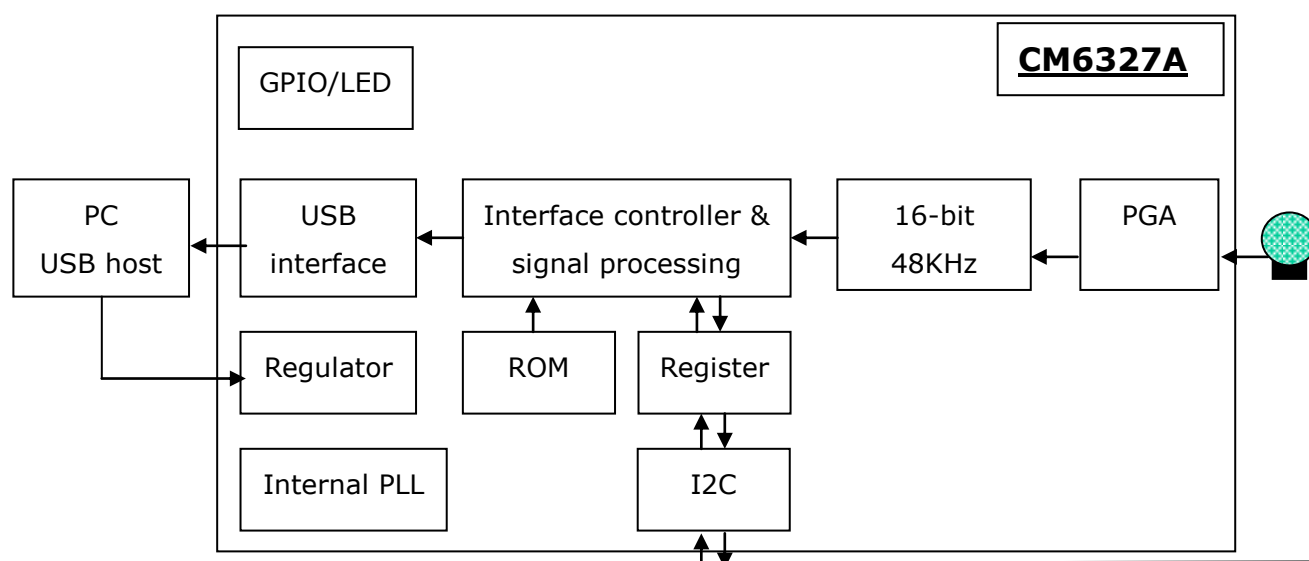 CM6327A
GPIO/LED
PC
USB host
USB
interface
Interface controller &
signal processing
16-bit
48KHz
PGA
Regulator
ROM
Register
Internal PLL
I2C